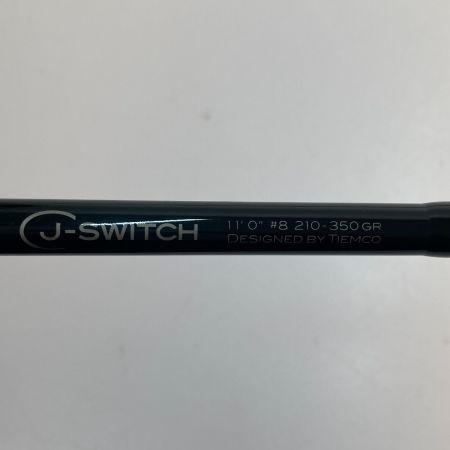 J-SWITCH
11' 0" #8 210-350GR
DESIGNED BY TIEMCO